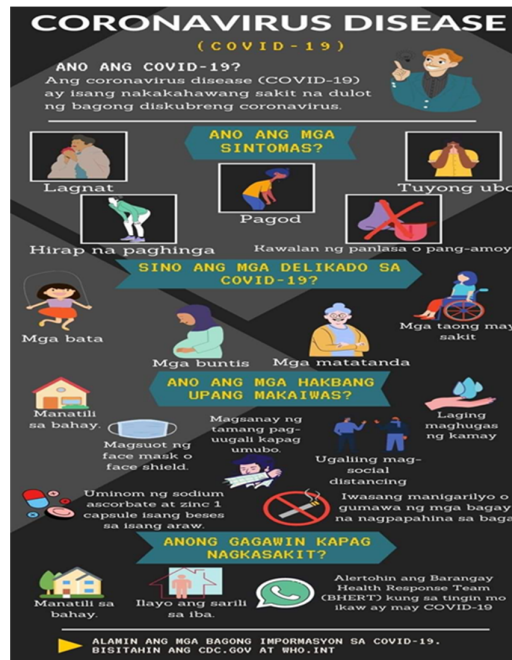 CORONAVIRUS DISEASE
(COVID-19)
ANO ANG COVID-19?
Ang coronavirus disease (COVID-19)
ay isang nakakahawang sakit na dulot
ng bagong diskubreng coronavirus.
ANO ANG MGA
SINTOMAS?
Lagnat
Pagod
Tuyong ubo
Hirap na paghinga
Kawalan ng panlasa o pang-amoy
SINO ANG MGA DELIKADO SA
COVID-19?
Mga bata
Mga buntis
Mga matatanda
Mga taong may
sakit
ANO ANG MGA HAKBANG
UPANG MAKAIWAS?
Manatili
sa bahay.
Magsuot ng
face mask o
face shield.
Magsanay ng
tamang pag-
uugali kapag
umubo.
Ugaliing mag-
social
distancing
Laging
maghugas
ng kamay
Uminom ng sodium
ascorbate at zinc 1
capsule isang beses
sa isang araw.
Iwasang manigarilyo o
gumawa ng mga bagay
na nagpapahina sa baga
ANONG GAGAWIN KAPAG
NAGKASAKIT?
Manatili sa
bahay.
Ilayo ang sarili
sa iba.
Alertohin ang Barangay
Health Response Team
(BHERT) kung sa tingin mo
ikaw ay may COVID-19
ALAMIN ANG MGA BAGONG IMPORMASYON SA COVID-19.
BISITAHIN ANG CDC.GOV AT WHO.INT